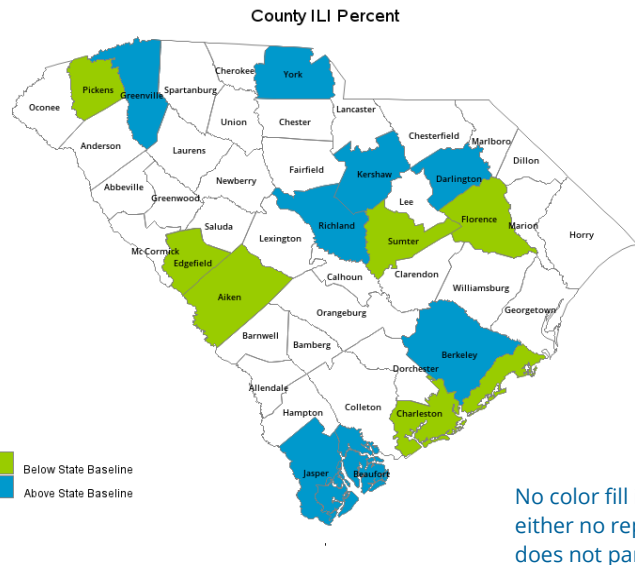 County ILI Percent
Cherokee
York
Pickens
Greenville
Spartanburg
Oconee
Union
Chester
Lancaster
Chesterfield
Marlboro
Anderson
Laurens
Dillon
Fairfield
Kershaw
Darlington
Abbeville
Newberry
Greenwood
Lee
Saluda
Richland
Florence
Marion
Lexington
Sumter
Horry
Mc Cormick
Edgefield
Calhoun
Clarendon
Aiken
Williamsburg
Orangeburg
Georgetown
Barnwell
Bamberg
Berkeley
Dorchester
Allendale
Colleton
Hampton
Charleston
Jasper
Beaufort
Below State Baseline
Above State Baseline
No color fill
either no rep
does not par